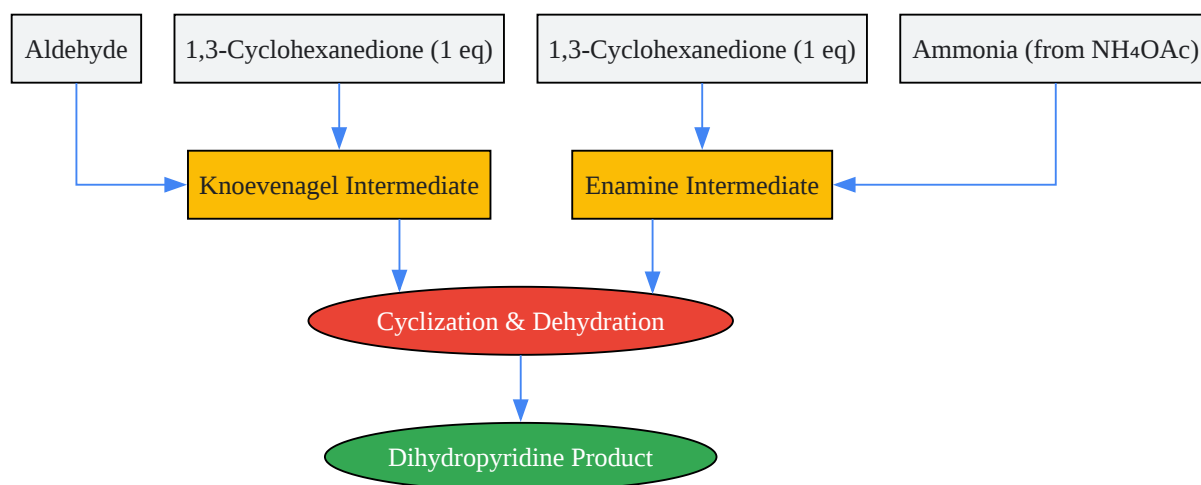 Aldehyde
1,3-Cyclohexanedione (1 eq)
1,3-Cyclohexanedione (1 eq)
Ammonia (from NH₄OAc)
Knoevenagel Intermediate
Enamine Intermediate
Cyclization & Dehydration
Dihydropyridine Product